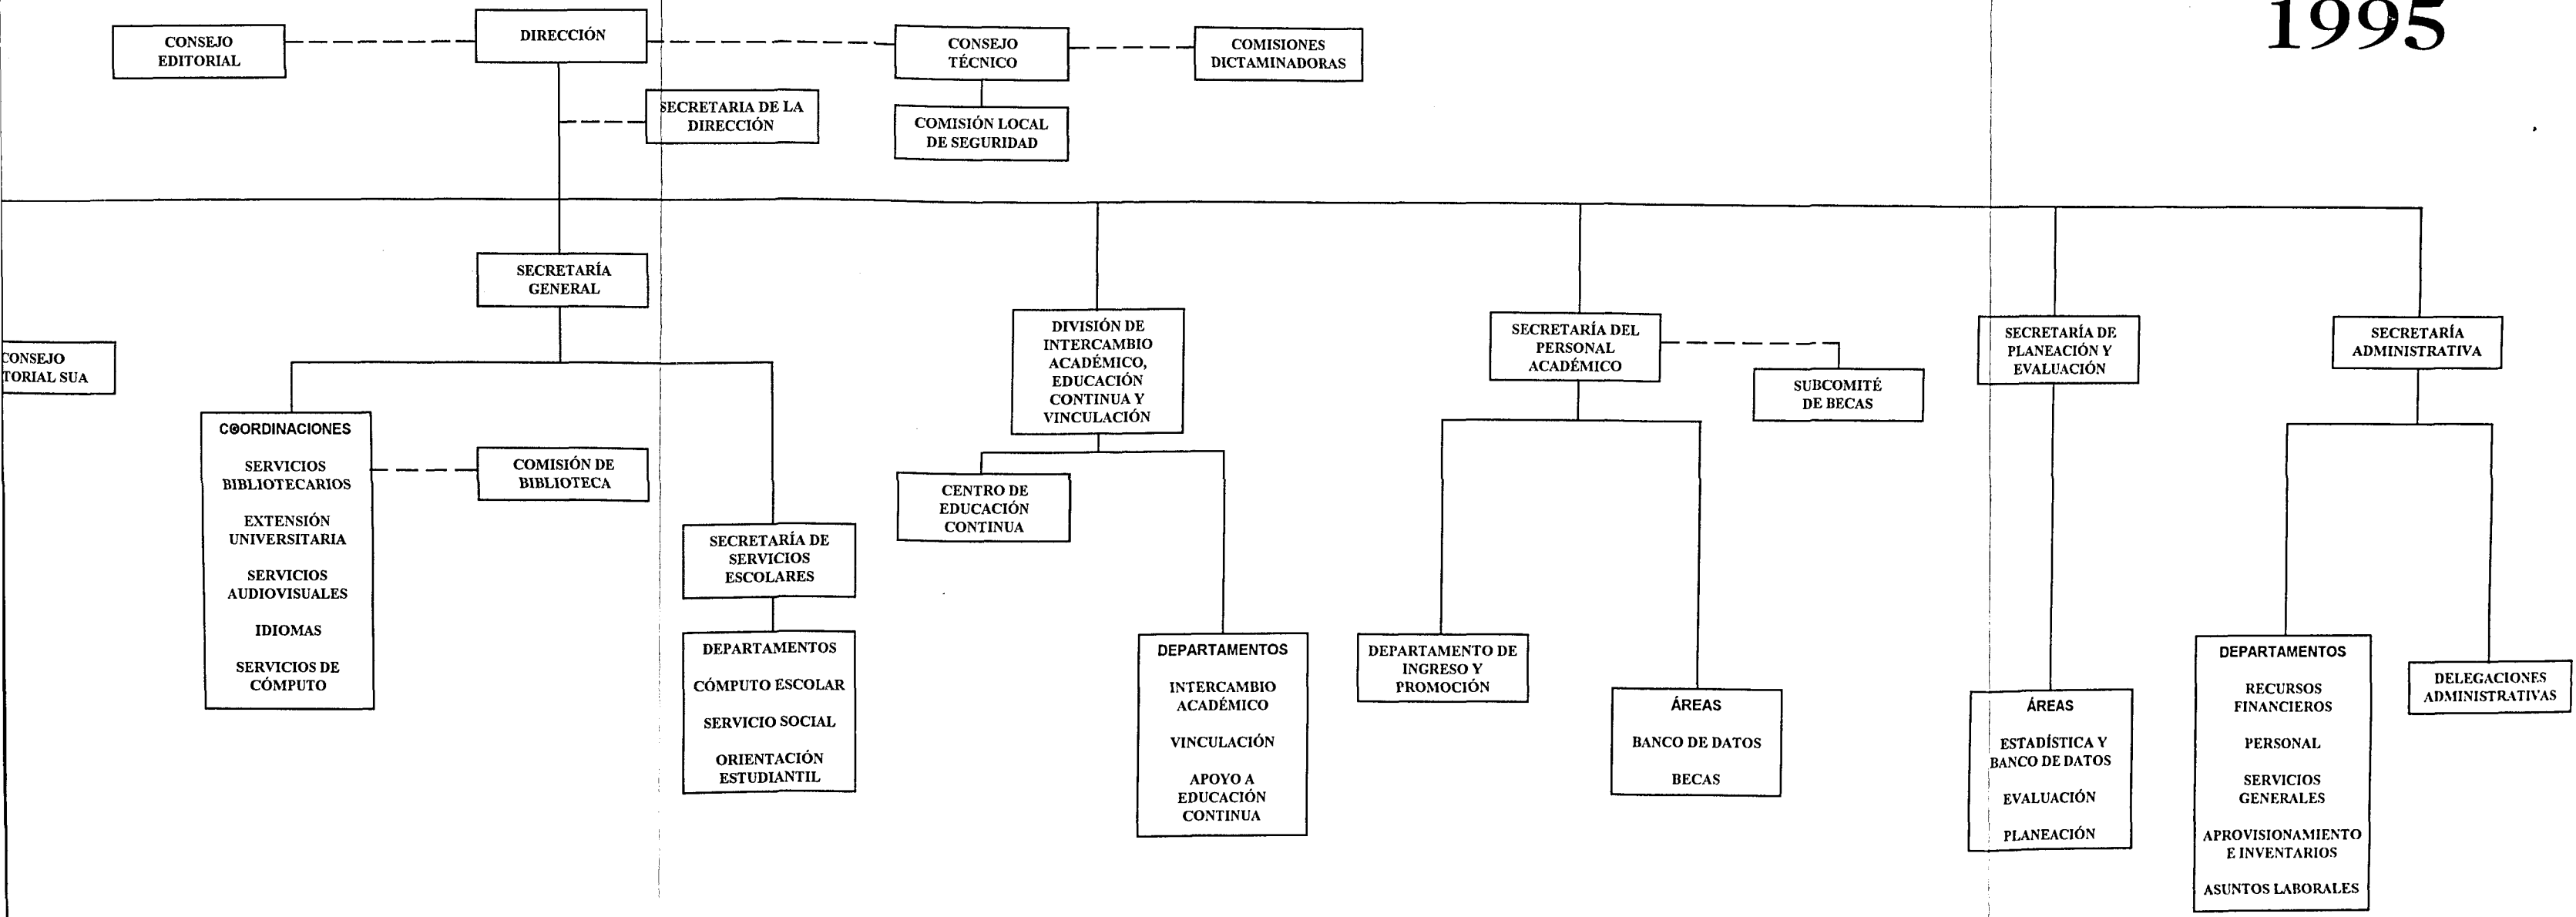 1995
CONSEJO
EDITORIAL
DIRECCIÓN
CONSEJO
TÉCNICO
COMISIONES
DICTAMINADORAS
SECRETARIA DE LA
DIRECCIÓN
COMISIÓN LOCAL
DE SEGURIDAD
SECRETARÍA
GENERAL
CONSEJO
TORIAL SUA
DIVISIÓN DE
INTERCAMBIO
ACADÉMICO,
EDUCACIÓN
CONTINUA Y
VINCULACIÓN
SECRETARÍA DEL
PERSONAL
ACADÉMICO
SUBCOMITÉ
DE BECAS
SECRETARÍA DE
PLANEACIÓN Y
EVALUACIÓN
SECRETARÍA
ADMINISTRATIVA
COORDINACIONES
SERVICIOS
BIBLIOTECARIOS
EXTENSIÓN
UNIVERSITARIA
SERVICIOS
AUDIOVISUALES
IDIOMAS
SERVICIOS DE
CÓMPUTO
COMISIÓN DE
BIBLIOTECA
SECRETARÍA DE
SERVICIOS
ESCOLARES
DEPARTAMENTOS
CÓMPUTO ESCOLAR
SERVICIO SOCIAL
ORIENTACIÓN
ESTUDIANTIL
CENTRO DE
EDUCACIÓN
CONTINUA
DEPARTAMENTOS
INTERCAMBIO
ACADÉMICO
VINCULACIÓN
APOYO A
EDUCACIÓN
CONTINUA
DEPARTAMENTO DE
INGRESO Y
PROMOCIÓN
ÁREAS
BANCO DE DATOS
BECAS
ÁREAS
ESTADÍSTICA Y
BANCO DE DATOS
EVALUACIÓN
PLANEACIÓN
DEPARTAMENTOS
RECURSOS
FINANCIEROS
PERSONAL
SERVICIOS
GENERALES
APROVISIONAMIENTO
E INVENTARIOS
ASUNTOS LABORALES
DELEGACIONES
ADMINISTRATIVAS